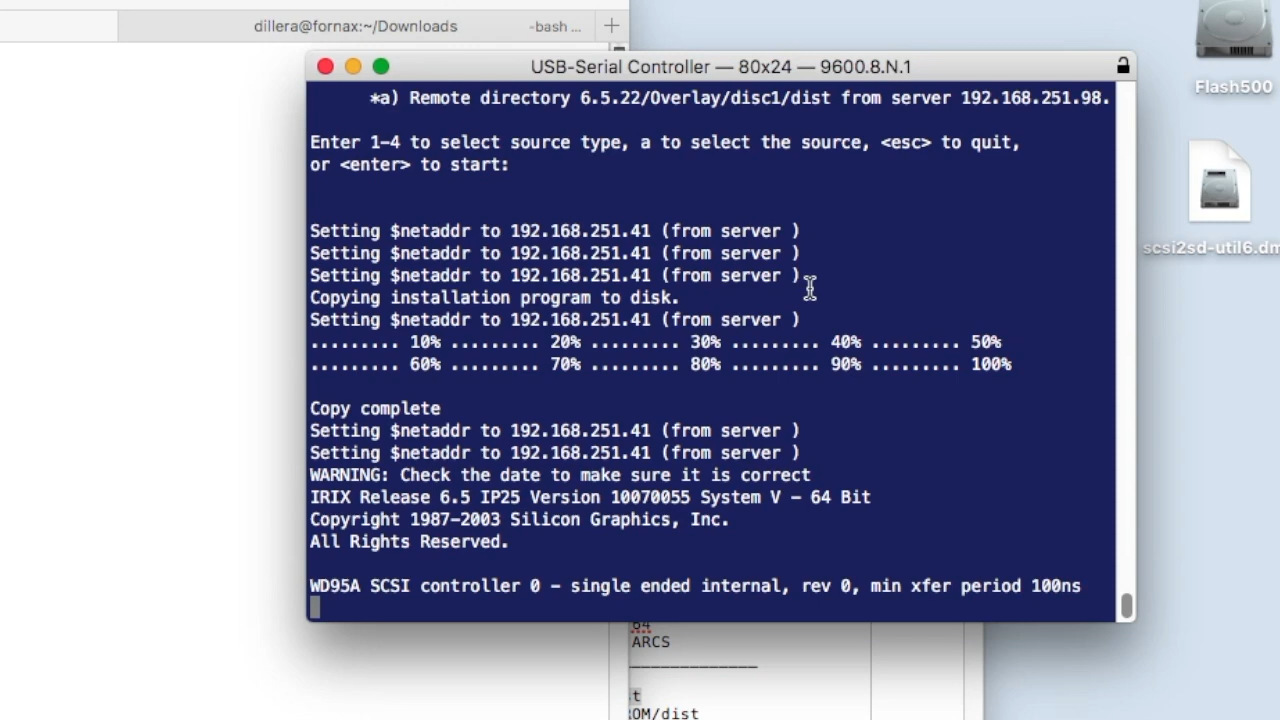 dillera@fornax:~/Downloads
-bash ...
USB-Serial Controller — 80x24 — 9600.8.N.1
Flash500
*a) Remote directory 6.5.22/Overlay/disc1/dist from server 192.168.251.98.
Enter 1-4 to select source type, a to select the source, <esc> to quit,
or <enter> to start:
scsi2sd-util6.dm
Setting $netaddr to 192.168.251.41 (from server )
Setting $netaddr to 192.168.251.41 (from server )
Setting $netaddr to 192.168.251.41 (from server )
Copying installation program to disk.
Setting $netaddr to 192.168.251.41 (from server )
......... 10% ......... 20% ......... 30% ......... 40% ......... 50%
......... 60% ......... 70% ......... 80% ......... 90% ......... 100%
Copy complete
Setting $netaddr to 192.168.251.41 (from server )
Setting $netaddr to 192.168.251.41 (from server )
WARNING: Check the date to make sure it is correct
IRIX Release 6.5 IP25 Version 10070055 System V - 64 Bit
Copyright 1987-2003 Silicon Graphics, Inc.
All Rights Reserved.
WD95A SCSI controller 0 - single ended internal, rev 0, min xfer period 100ns
64
ARCS
t
OM/dist